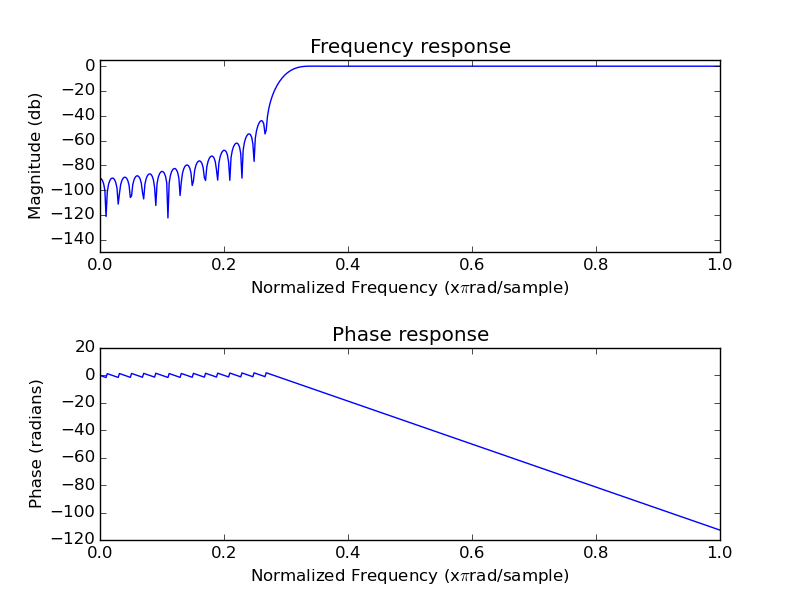 Frequency response
Magnitude (db)
0
−20
−40
−60
−80
−100
−120
−140
0.0 0.2 0.4 0.6 0.8 1.0
Normalized Frequency (xπrad/sample)
Phase response
Phase (radians)
20
0
−20
−40
−60
−80
−100
−120
0.0 0.2 0.4 0.6 0.8 1.0
Normalized Frequency (xπrad/sample)